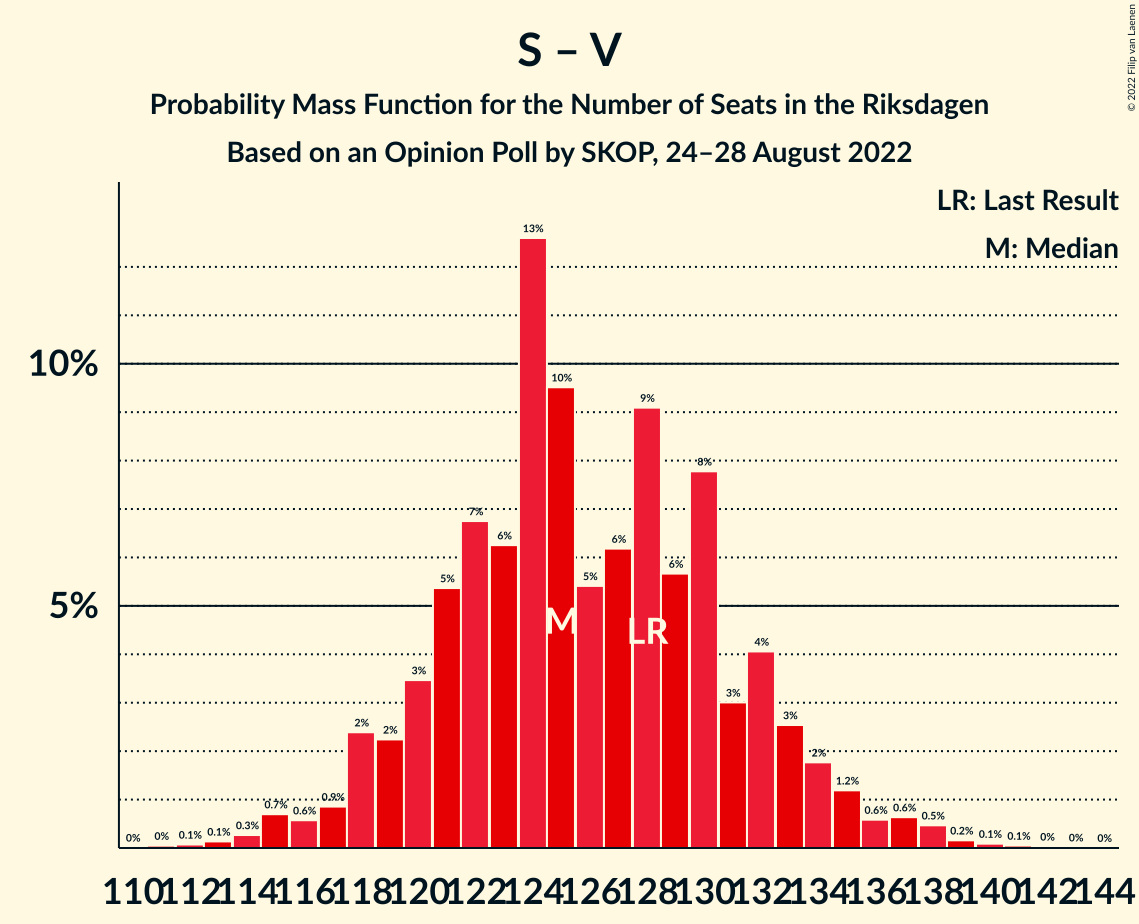 © 2022 Filip van Laenen
S – V
Probability Mass Function for the Number of Seats in the Riksdagen
Based on an Opinion Poll by SKOP, 24–28 August 2022
LR: Last Result
M: Median
10%
5%
0% 0% 0.1% 0.1% 0.3% 0.7% 0.6% 0.9% 2% 2% 3% 5% 7% 6% 13% 10% 5% 6% 9% 6% 8% 3% 4% 3% 2% 1.2% 0.6% 0.6% 0.5% 0.2% 0.1% 0.1% 0% 0% 0%
M LR
110 112 114 116 118 120 122 124 126 128 130 132 134 136 138 140 142 144